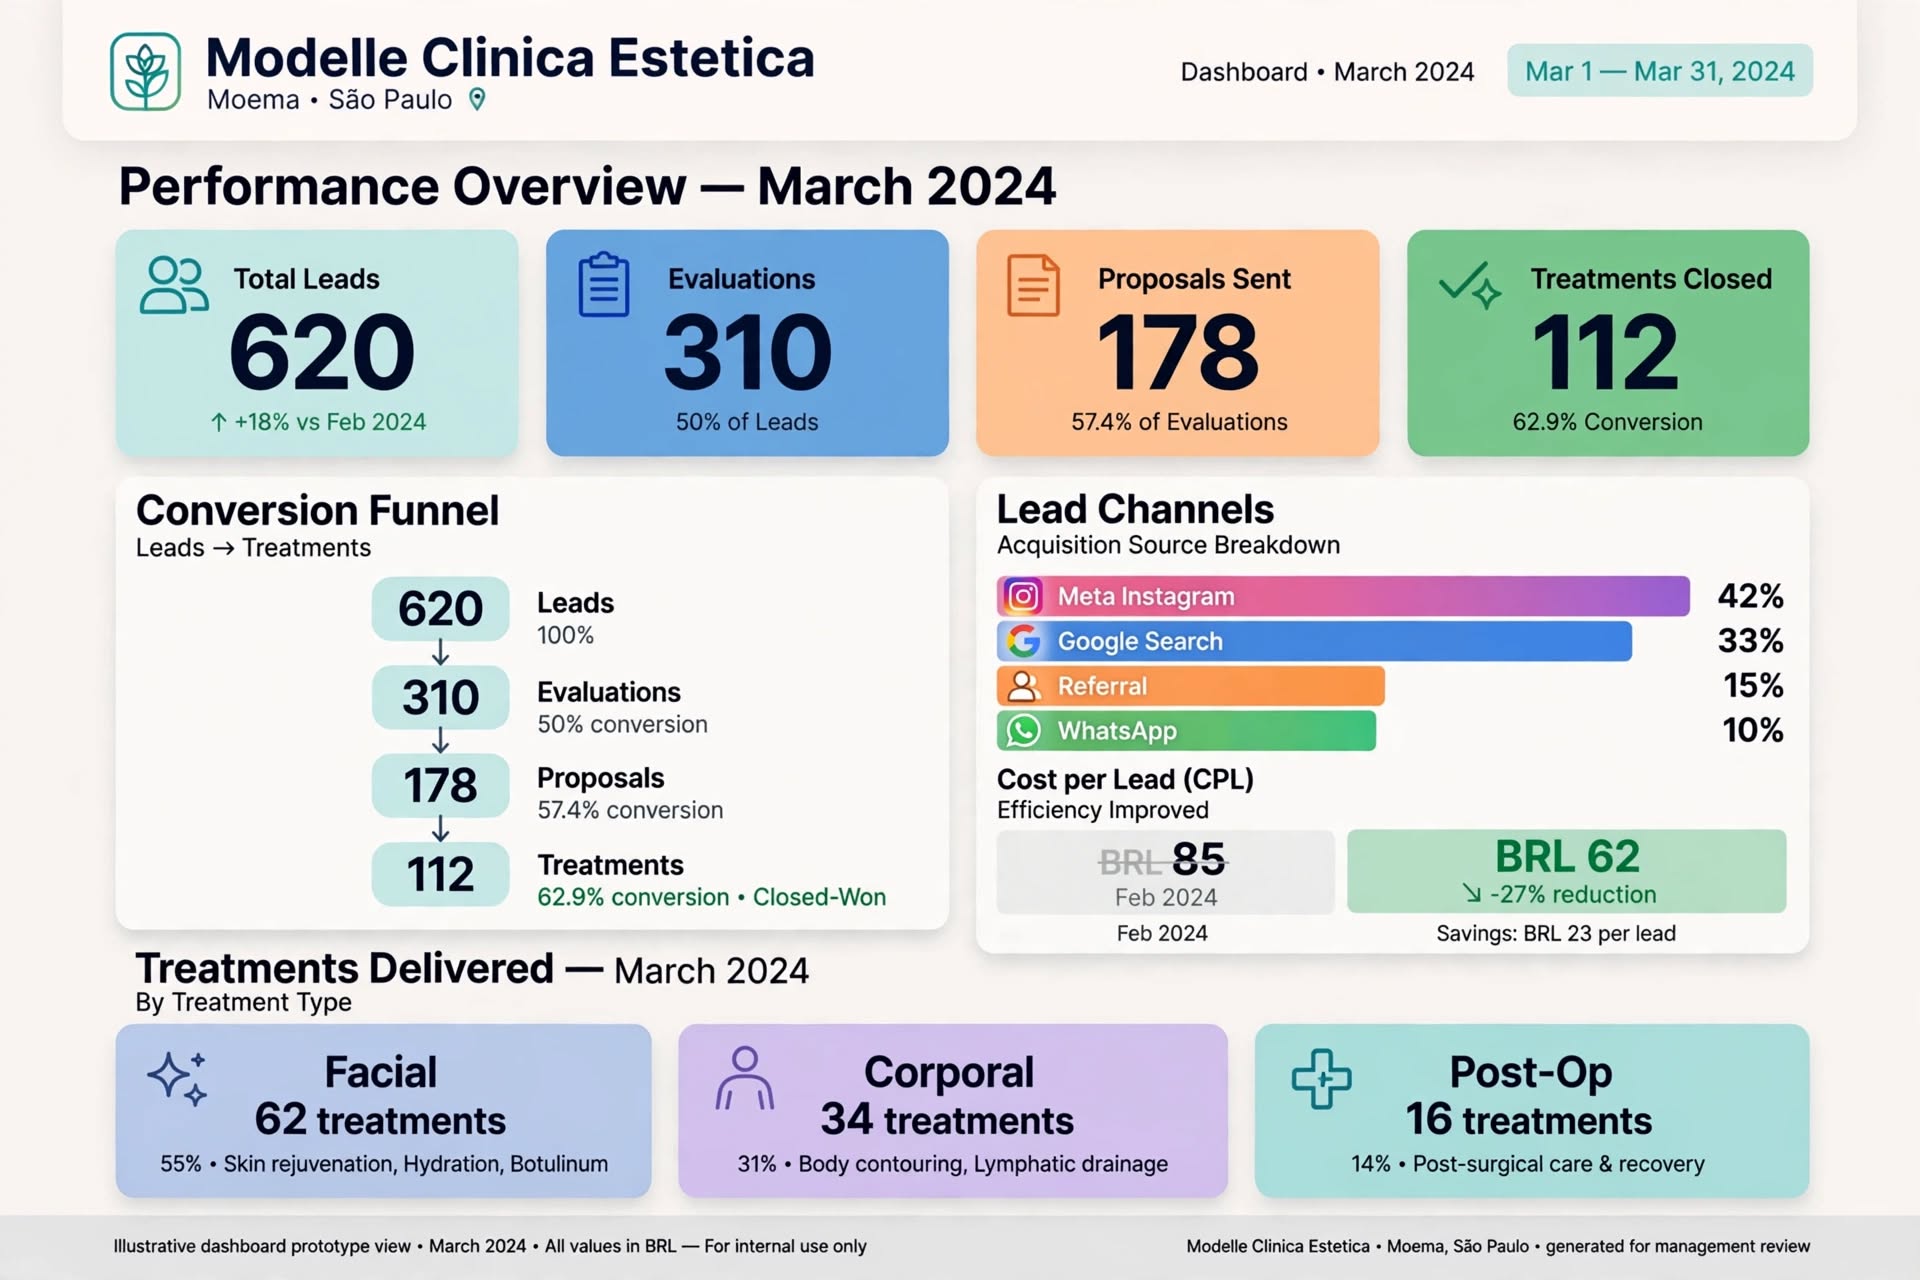 Modelle Clinica Estetica
Moema • São Paulo
Dashboard • March 2024
Mar 1 — Mar 31, 2024
Performance Overview — March 2024
Total Leads
620
↑ +18% vs Feb 2024
Evaluations
310
50% of Leads
Proposals Sent
178
57.4% of Evaluations
Treatments Closed
112
62.9% Conversion
Conversion Funnel
Leads → Treatments
620
Leads
100%
310
Evaluations
50% conversion
178
Proposals
57.4% conversion
112
Treatments
62.9% conversion • Closed-Won
Lead Channels
Acquisition Source Breakdown
Meta Instagram 42%
Google Search 33%
Referral 15%
WhatsApp 10%
Cost per Lead (CPL)
Efficiency Improved
BRL 85
Feb 2024
Feb 2024
BRL 62
↘ -27% reduction
Savings: BRL 23 per lead
Treatments Delivered — March 2024
By Treatment Type
Facial
62 treatments
55% • Skin rejuvenation, Hydration, Botulinum
Corporal
34 treatments
31% • Body contouring, Lymphatic drainage
Post-Op
16 treatments
14% • Post-surgical care & recovery
Illustrative dashboard prototype view • March 2024 • All values in BRL — For internal use only
Modelle Clinica Estetica • Moema, São Paulo • generated for management review